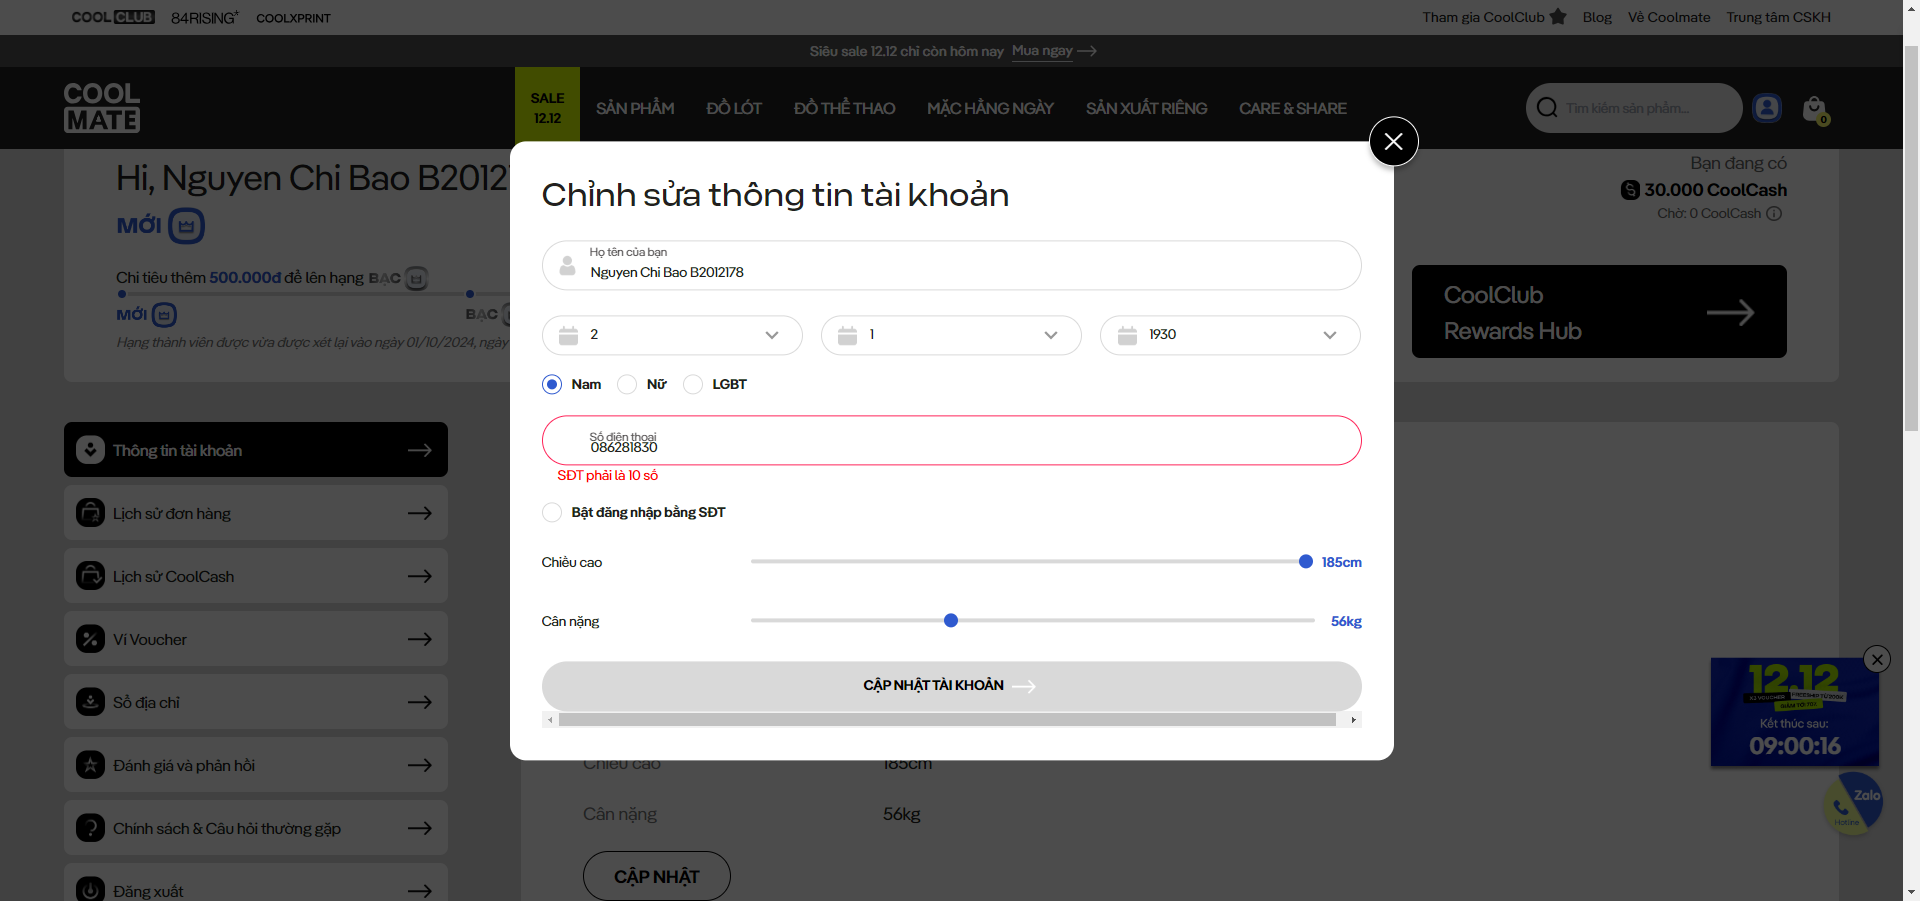 COOLCLUB 84RISING* COOLXPRINT
Tham gia CoolClub Blog Về Coolmate Trung tâm CSKH
Siêu sale 12.12 chỉ còn hôm nay Mua ngay
COOL
MATE
SALE
12.12
SẢN PHẨM ĐỒ LÓT ĐỒ THỂ THAO MẶC HẰNG NGÀY SẢN XUẤT RIÊNG CARE & SHARE
Tìm kiếm sản phẩm...
0
Hi, Nguyen Chi Bao B2012
MỚI
Chi tiêu thêm 500.000đ để lên hạng BẠC
MỚI BẠC
Hạng thành viên được vừa được xét lại vào ngày 01/10/2024, ngày
Bạn đang có
30.000 CoolCash
Chờ: 0 CoolCash
CoolClub
Rewards Hub
Thông tin tài khoản
Lịch sử đơn hàng
Lịch sử CoolCash
Ví Voucher
Sổ địa chỉ
Đánh giá và phản hồi
Chính sách & Câu hỏi thường gặp
Đăng xuất
Chỉnh sửa thông tin tài khoản
Họ tên của bạn
Nguyen Chi Bao B2012178
2 1 1930
Nam Nữ LGBT
Số điện thoại
086281830
SĐT phải là 10 số
Bật đăng nhập bằng SĐT
Chiều cao 185cm
Cân nặng 56kg
CẬP NHẬT TÀI KHOẢN
Chiều cao 185cm
Cân nặng 56kg
CẬP NHẬT
12.12
Kết thúc sau:
09:00:16
Zalo
Hotline